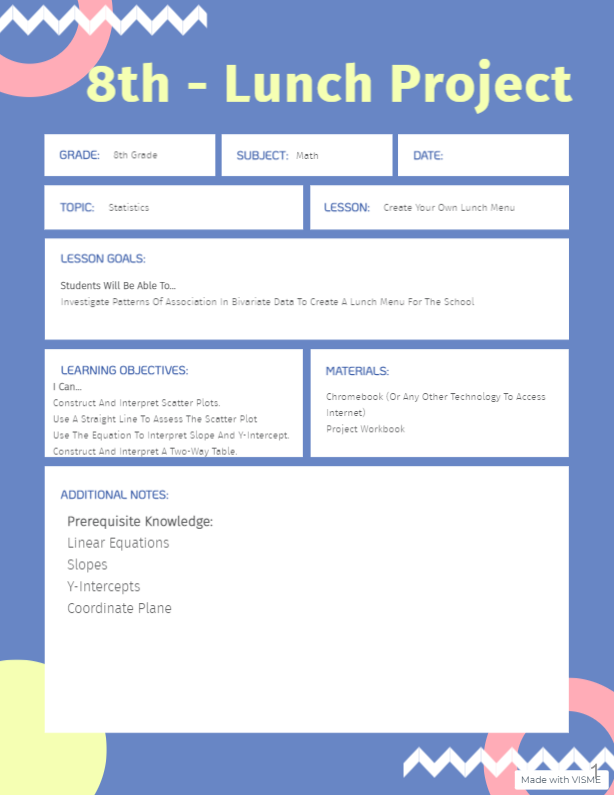 8th - Lunch Project
GRADE: 8th Grade
SUBJECT: Math
DATE:
TOPIC: Statistics
LESSON: Create Your Own Lunch Menu
LESSON GOALS:
Students Will Be Able To...
Investigate Patterns Of Association In Bivariate Data To Create A Lunch Menu For The School
LEARNING OBJECTIVES:
I Can...
Construct And Interpret Scatter Plots.
Use A Straight Line To Assess The Scatter Plot
Use The Equation To Interpret Slope And Y-Intercept.
Construct And Interpret A Two-Way Table.
MATERIALS:
Chromebook (Or Any Other Technology To Access
Internet)
Project Workbook
ADDITIONAL NOTES:
Prerequisite Knowledge:
Linear Equations
Slopes
Y-Intercepts
Coordinate Plane
1
Made with VISME